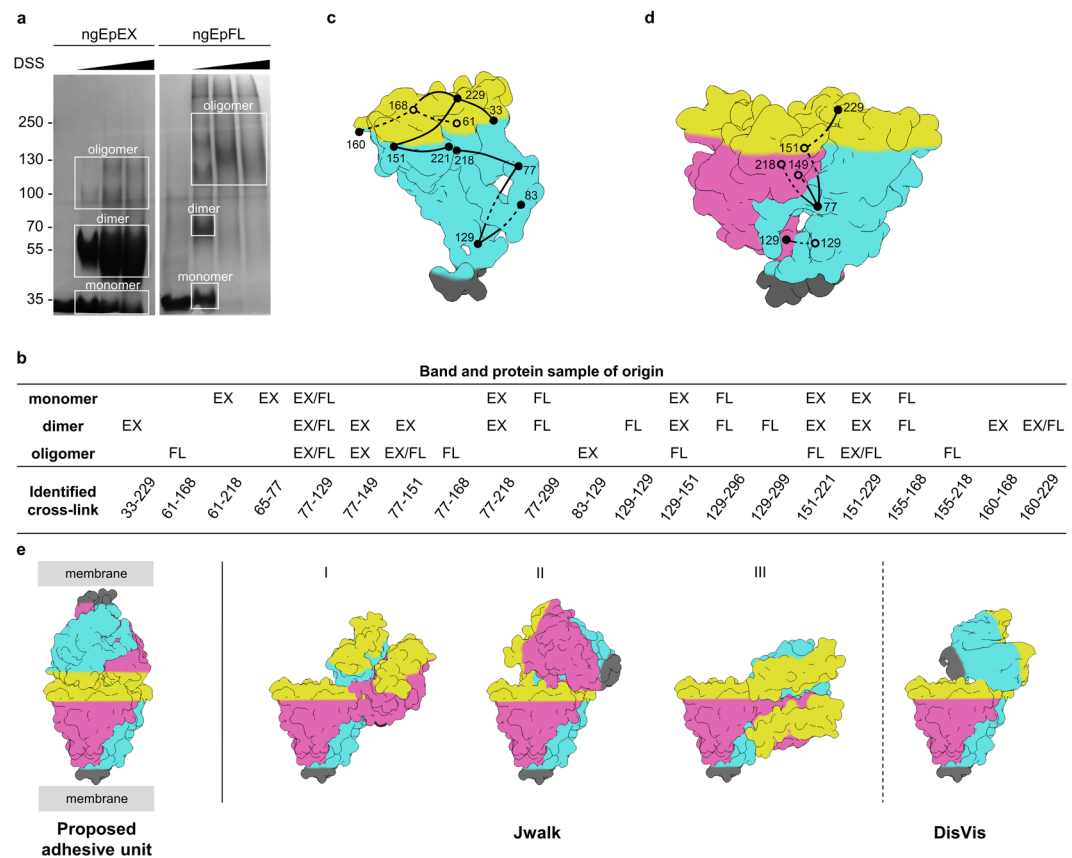 a
ngEpEX ngEpFL
DSS
oligomer
250
130
oligomer
100
dimer
dimer
70
55
monomer
monomer
35
c
168 229
61 33
160
151 221 218 77
83
129
d
229
151
218 149
77
129 129
b
Band and protein sample of origin
monomer EX EX EX/FL EX FL EX FL EX EX FL
dimer EX EX/FL EX EX EX FL FL EX FL FL EX EX FL EX EX/FL
oligomer FL EX/FL EX EX/FL FL EX FL FL EX/FL FL
Identified cross-link 33-229 61-168 61-218 65-77 77-129 77-149 77-151 77-168 77-218 77-299 83-129 129-129 129-151 129-296 129-299 151-221 151-229 155-168 155-218 160-168 160-229
e
membrane I II III
membrane
Proposed adhesive unit Jwalk DisVis